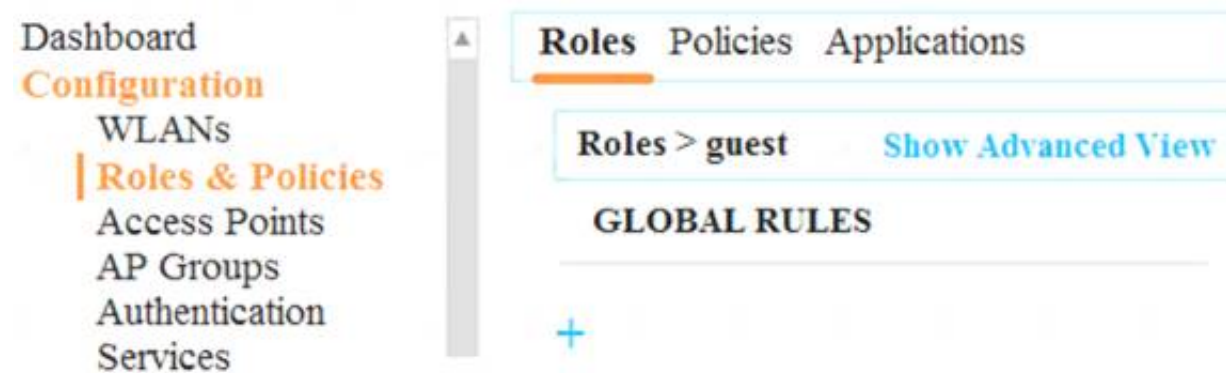 Dashboard
Configuration
WLANs
Roles & Policies
Access Points
AP Groups
Authentication
Services
Roles Policies Applications
Roles > guest Show Advanced View
GLOBAL RULES
+